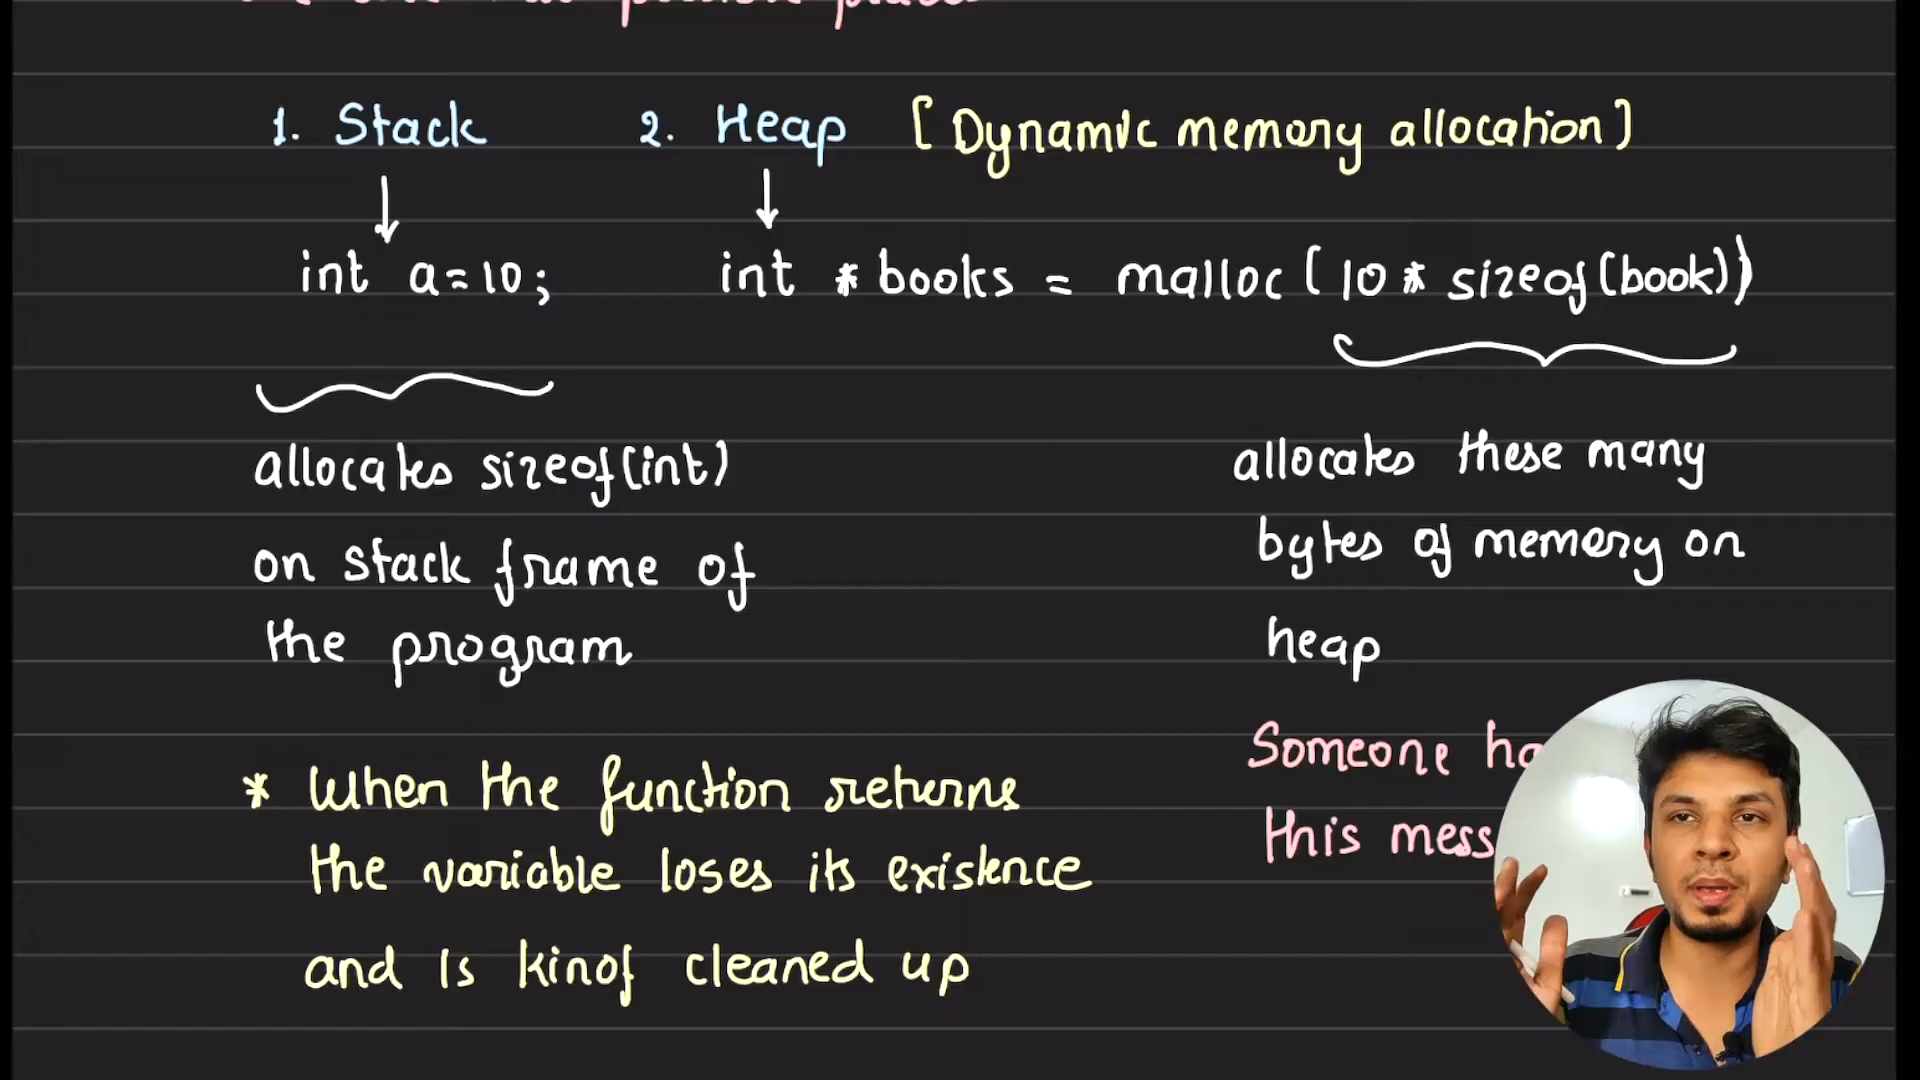 1. Stack 2. Heap [Dynamic memory allocation]
int a=10; int * books = malloc(10 * sizeof(book))
allocates sizeof(int)
on stack frame of
the program
allocates these many
bytes of memory on
heap
* When the function returns
the variable loses its existence
and is kinof cleaned up
Someone
this